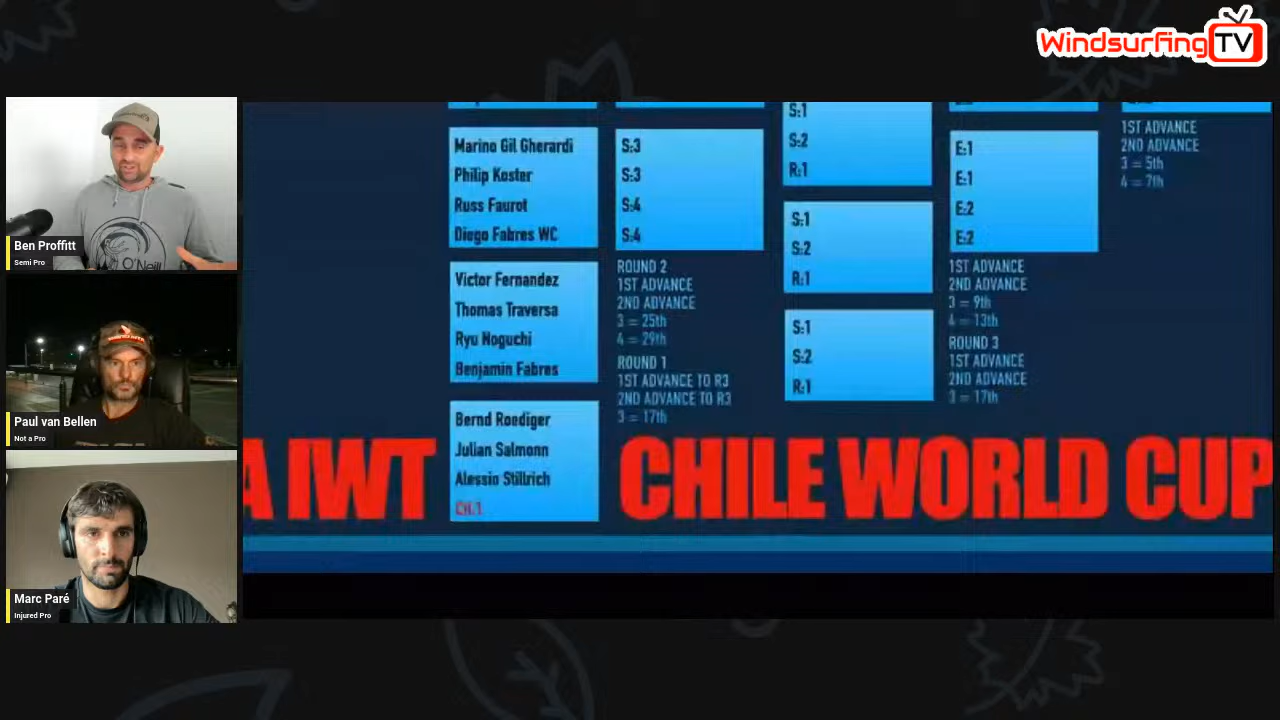 Windsurfing TV
Ben Proffitt
Semi Pro
Paul van Bellen
Not a Pro
Marc Paré
Injured Pro
O'Neill
Marino Gil Gherardi
Philip Koster
Russ Faurot
Diego Fabres WC
Victor Fernandez
Thomas Traversa
Ryu Noguchi
Benjamin Fabres
Bernd Roediger
Julian Salmonn
Alessio Stillrich
CH.1
S:3
S:3
S:4
S:4
ROUND 2
1ST ADVANCE
2ND ADVANCE
3 = 25th
4 = 29th
ROUND 1
1ST ADVANCE TO R3
2ND ADVANCE TO R3
3 = 17th
S:1
S:2
R:1
S:1
S:2
R:1
S:1
S:2
R:1
E:1
E:1
E:2
E:2
1ST ADVANCE
2ND ADVANCE
3 = 9th
4 = 13th
ROUND 3
1ST ADVANCE
2ND ADVANCE
3 = 17th
1ST ADVANCE
2ND ADVANCE
3 = 5th
4 = 7th
A IWT CHILE WORLD CUP